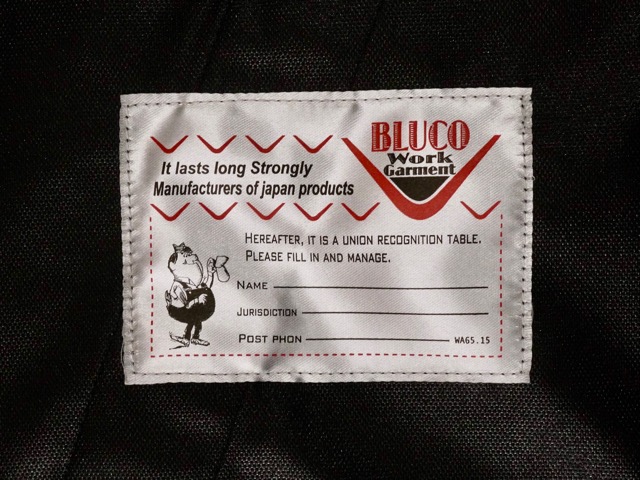 BLUCO
Work
Garment
It lasts long Strongly
Manufacturers of japan products
HEREAFTER, IT IS A UNION RECOGNITION TABLE.
PLEASE FILL IN AND MANAGE.
NAME
JURISDICTION
POST PHON
WA65.15